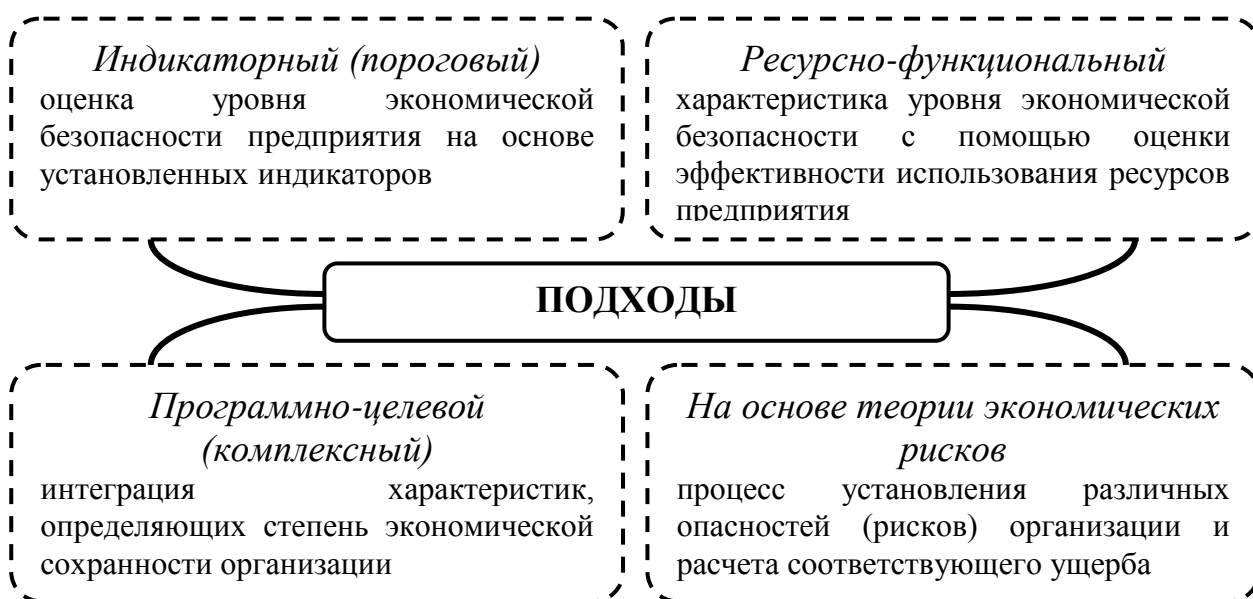 Индикаторный (пороговый)
оценка уровня экономической
безопасности предприятия на основе
установленных индикаторов
Ресурсно-функциональный
характеристика уровня экономической
безопасности с помощью оценки
эффективности использования ресурсов
предприятия
ПОДХОДЫ
Программно-целевой
(комплексный)
интеграция характеристик,
определяющих степень экономической
сохранности организации
На основе теории экономических
рисков
процесс установления различных
опасностей (рисков) организации и
расчета соответствующего ущерба